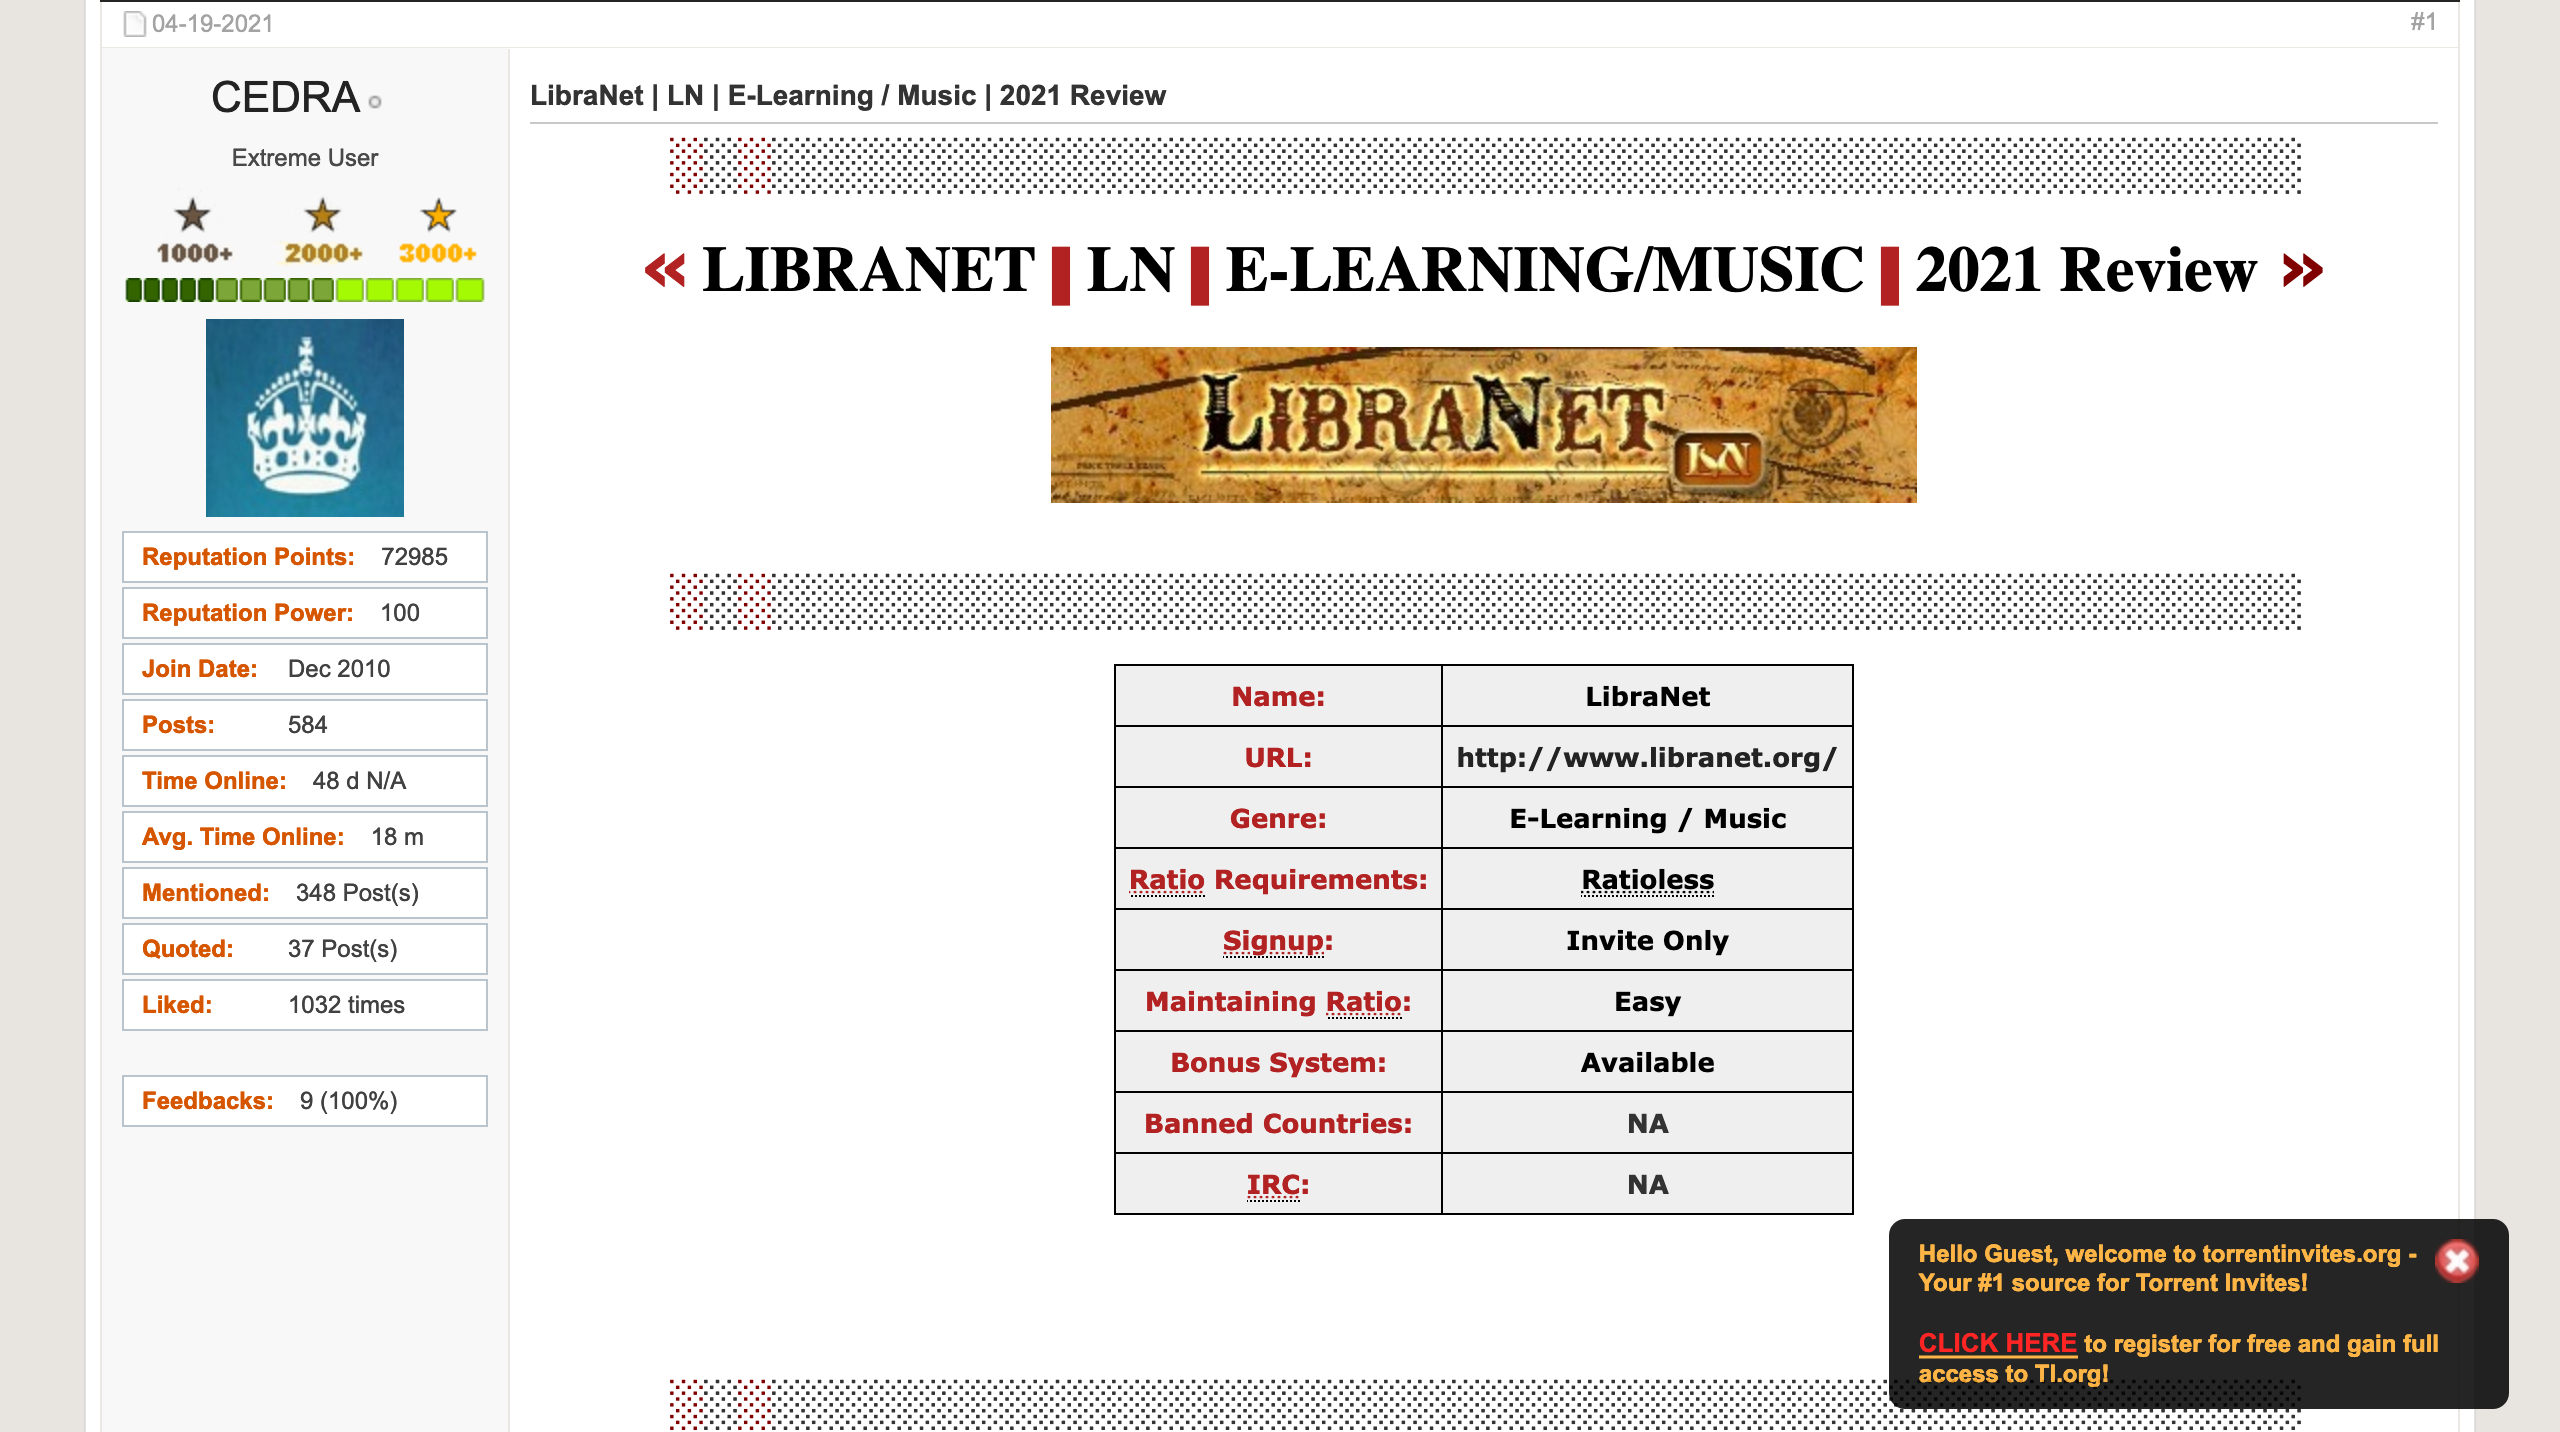 04-19-2021
#1
CEDRA
Extreme User
1000+ 2000+ 3000+
Reputation Points: 72985
Reputation Power: 100
Join Date: Dec 2010
Posts: 584
Time Online: 48 d N/A
Avg. Time Online: 18 m
Mentioned: 348 Post(s)
Quoted: 37 Post(s)
Liked: 1032 times
Feedbacks: 9 (100%)
LibraNet | LN | E-Learning / Music | 2021 Review
« LIBRANET | LN | E-LEARNING/MUSIC | 2021 Review »
LIBRANET LN
Name: LibraNet
URL: http://www.libranet.org/
Genre: E-Learning / Music
Ratio Requirements: Ratioless
Signup: Invite Only
Maintaining Ratio: Easy
Bonus System: Available
Banned Countries: NA
IRC: NA
Hello Guest, welcome to torrentinvites.org -
Your #1 source for Torrent Invites!
CLICK HERE to register for free and gain full
access to TI.org!